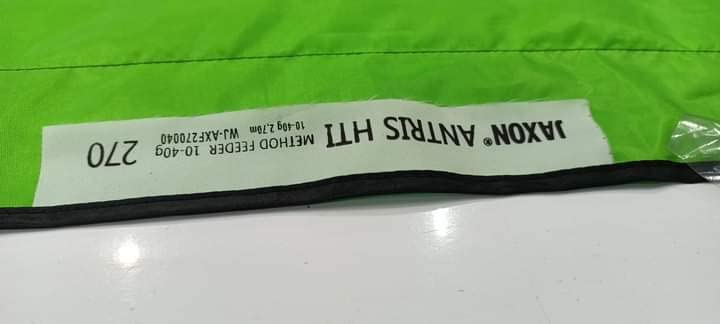 JAXON® ANTRIS HTI METHOD FEEDER 10-40g 270
10-40g 2,70m WJ-AXF270040